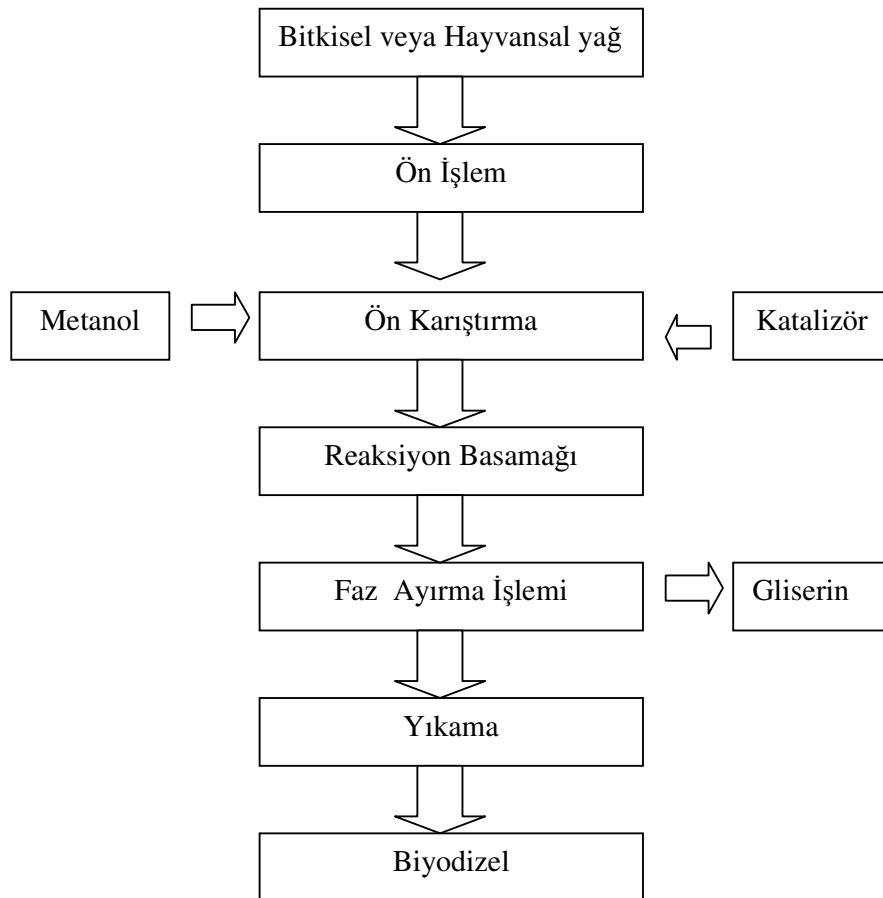 Bitkisel veya Hayvansal yağ
Ön İşlem
Metanol
Ön Karıştırma
Katalizör
Reaksiyon Basamağı
Faz Ayırma İşlemi
Gliserin
Yıkama
Biyodizel